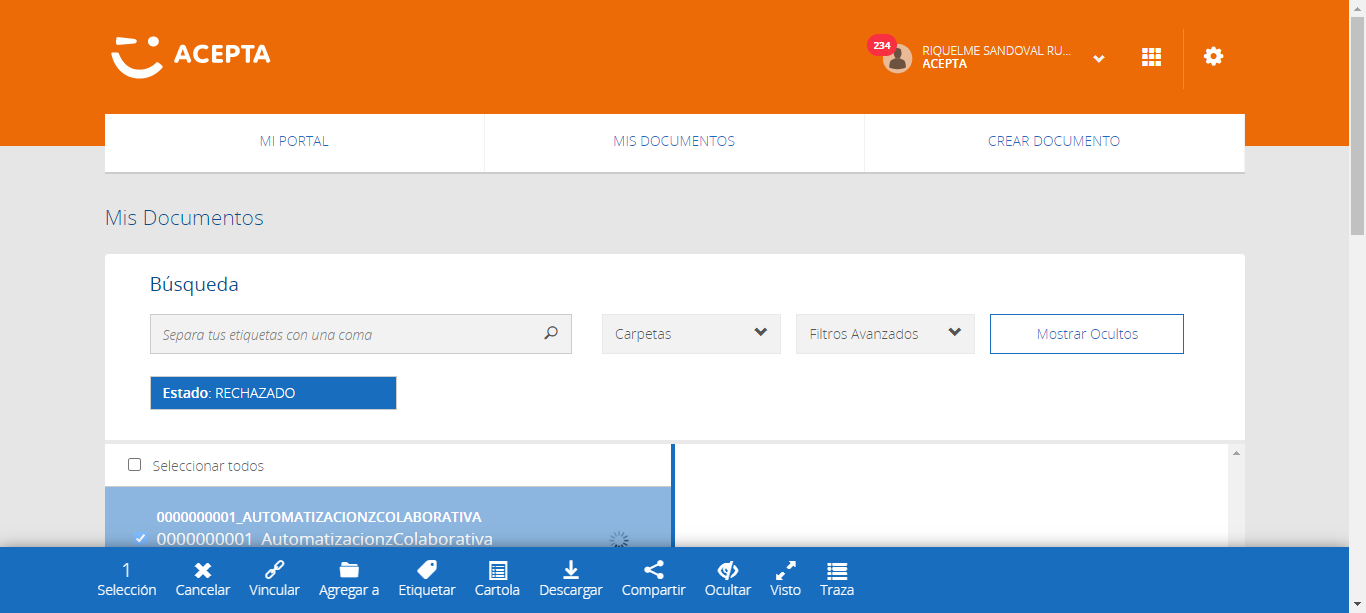 ACEPTA
234
RIQUELME SANDOVAL RU...
ACEPTA
MI PORTAL
MIS DOCUMENTOS
CREAR DOCUMENTO
Mis Documentos
Búsqueda
Separa tus etiquetas con una coma
Carpetas
Filtros Avanzados
Mostrar Ocultos
Estado: RECHAZADO
Seleccionar todos
0000000001_AUTOMATIZACIONZCOLABORATIVA
0000000001_AutomatizacionzColaborativa
1
Selección
Cancelar
Vincular
Agregar a
Etiquetar
Cartola
Descargar
Compartir
Ocultar
Visto
Traza